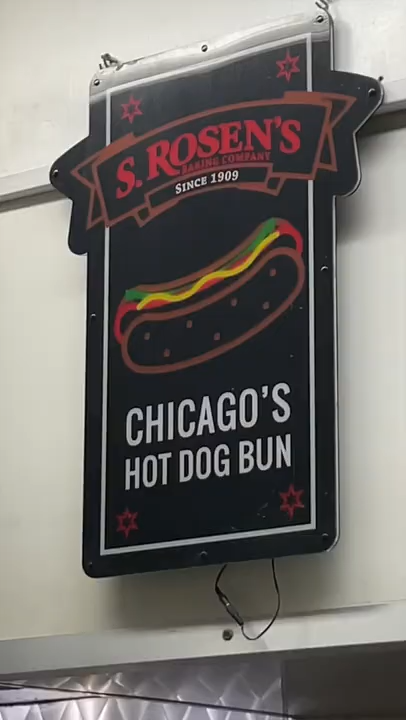 S. ROSEN'S
BAKING COMPANY
SINCE 1909
CHICAGO'S
HOT DOG BUN